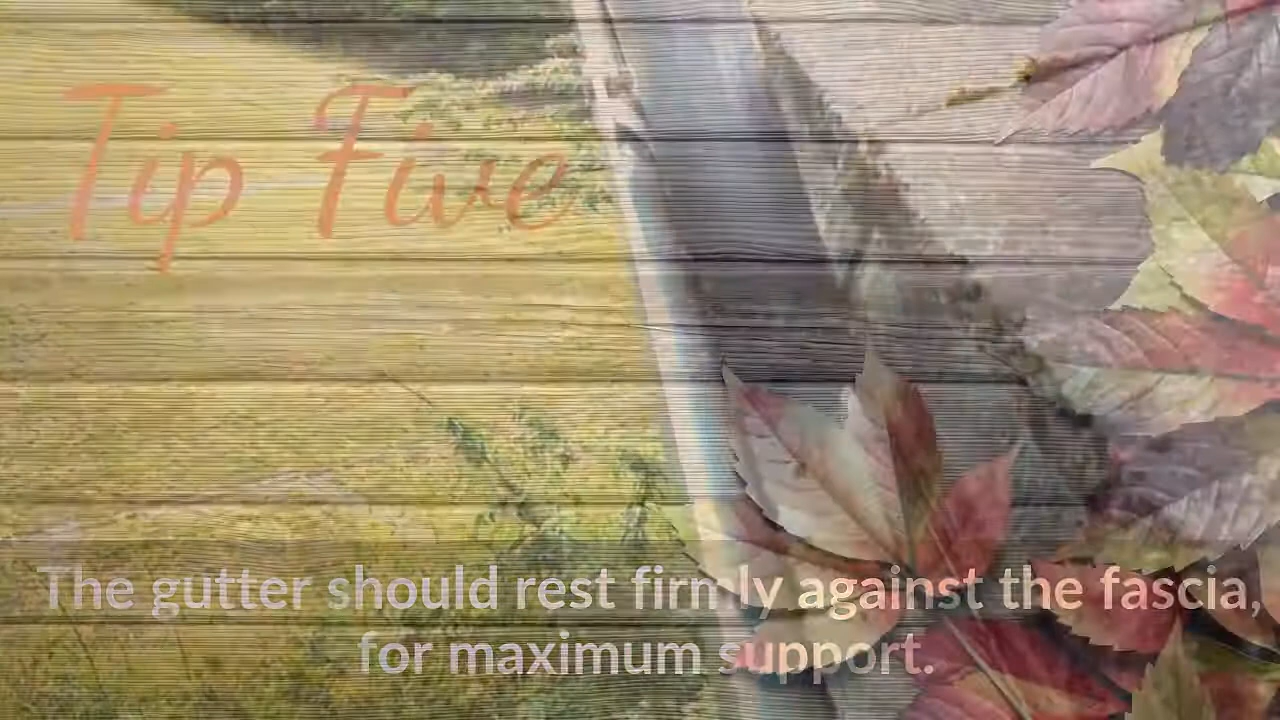 Tip Five
The gutter should rest firmly against the fascia,
for maximum support.